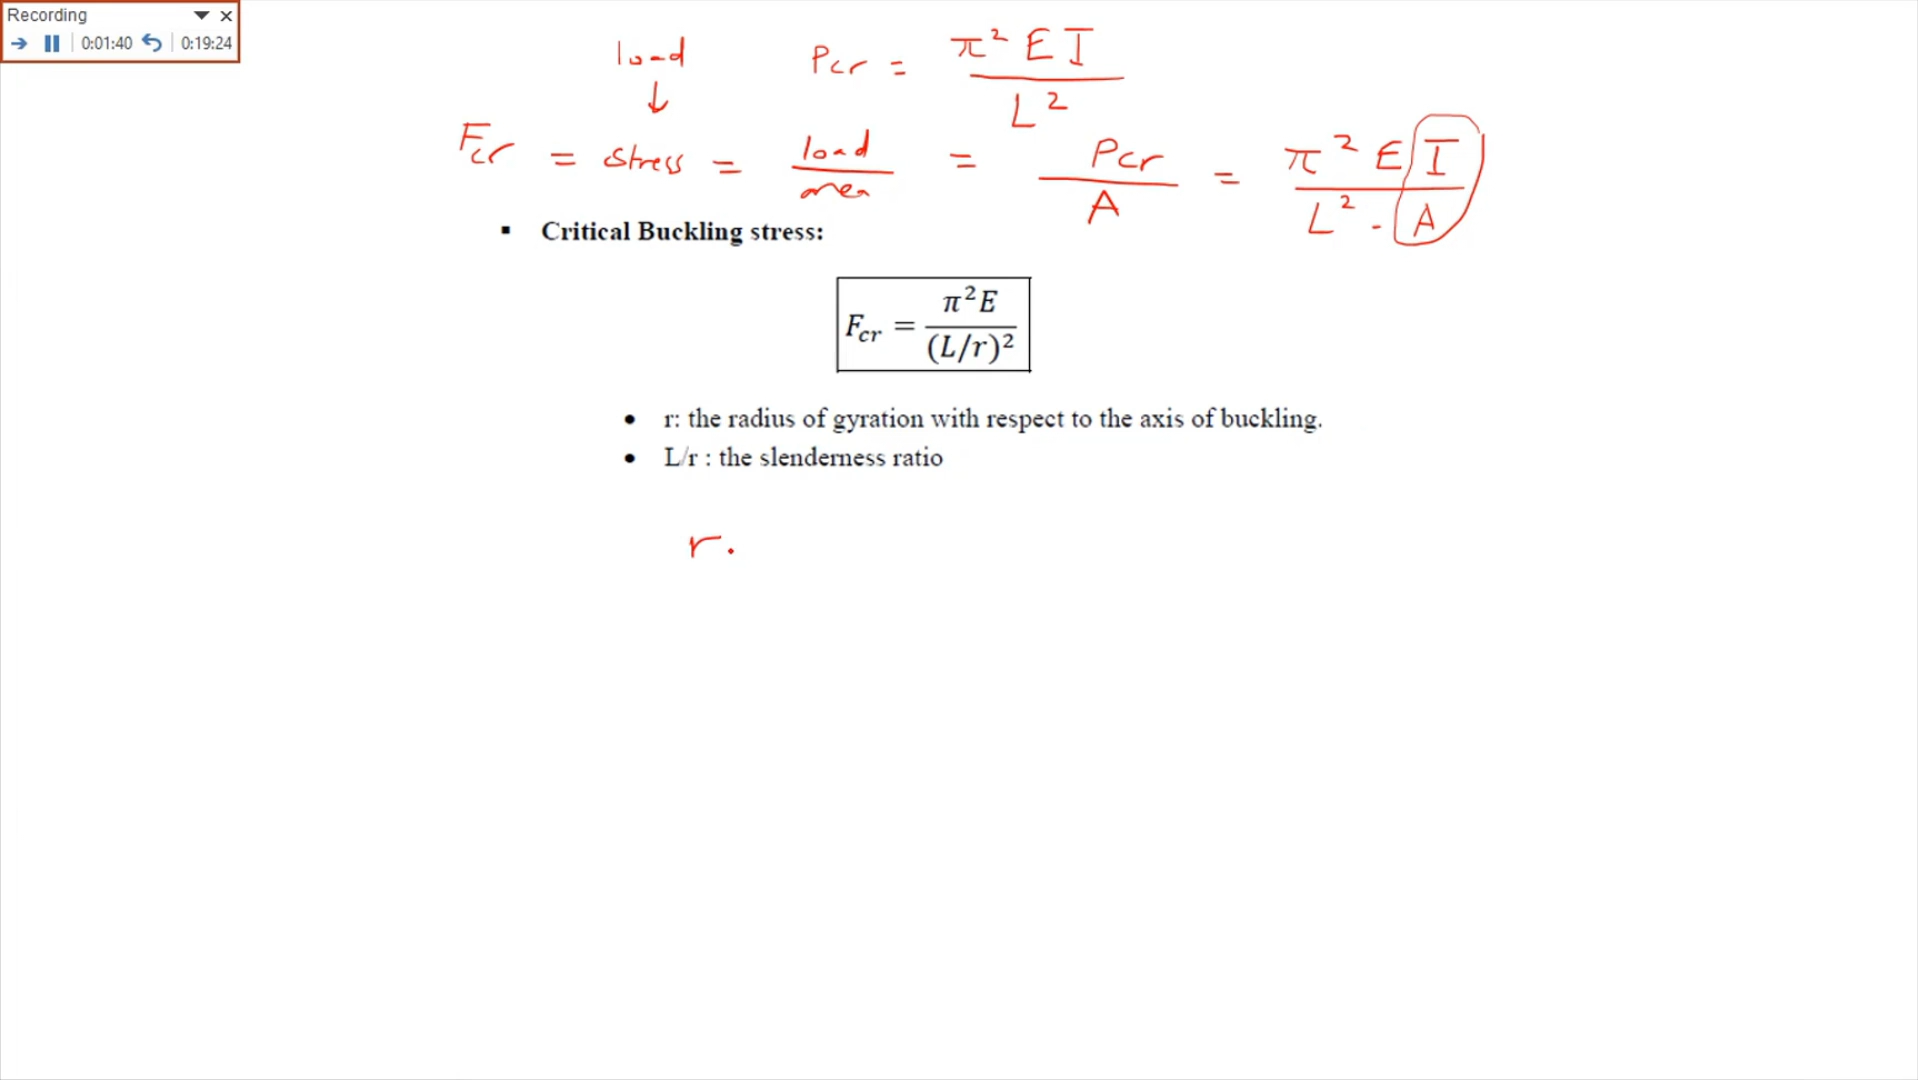 Recording
0:01:40 0:19:24
load
↓
Pcr = π² E I / L²
Fcr = stress = load / area = Pcr / A = π² E I / L² . A
▪ Critical Buckling stress:
Fcr = π²E / (L/r)²
• r: the radius of gyration with respect to the axis of buckling.
• L/r : the slenderness ratio
r.